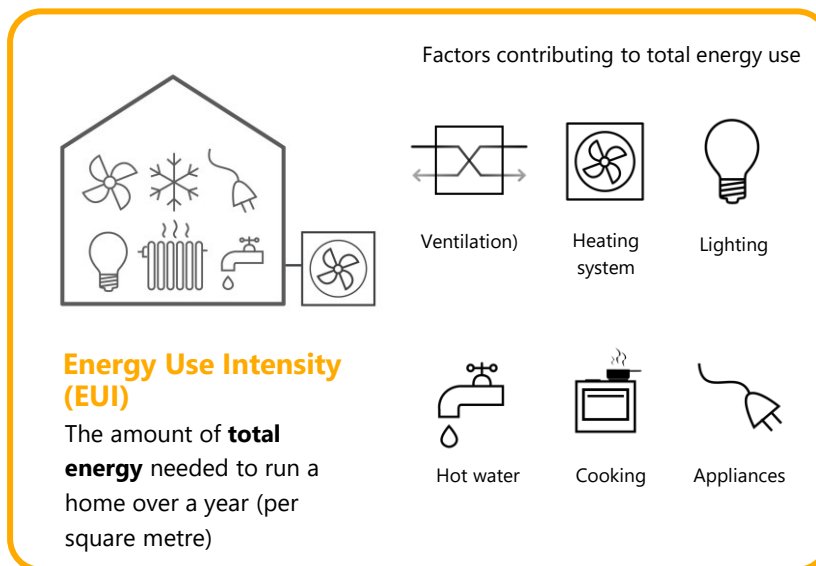 Factors contributing to total energy use
Ventilation)
Heating
system
Lighting
Energy Use Intensity
(EUI)
The amount of total
energy needed to run a
home over a year (per
square metre)
Hot water
Cooking
Appliances